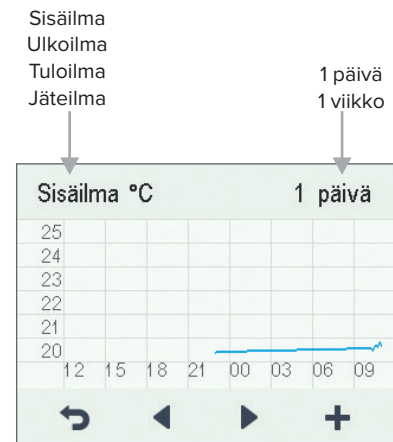 Sisäilma
Ulkoilma
Tuloilma
Jäteilma
1 päivä
1 viikko
Sisäilma °C 1 päivä
25
24
23
22
21
20
12 15 18 21 00 03 06 09